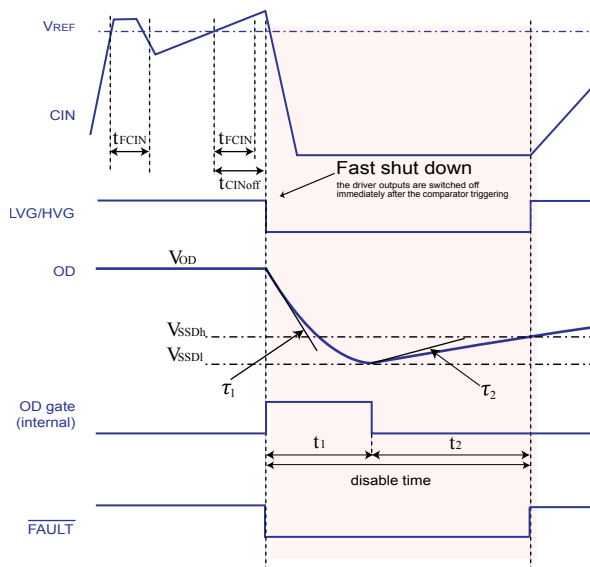 VREF
CIN
tFCIN
tFCIN
tCINoff
Fast shut down
the driver outputs are switched off
immediately after the comparator triggering
LVG/HVG
VOD
OD
VSSDh
VSSDl
τ1
τ2
OD gate
(internal)
t1
t2
disable time
FAULT